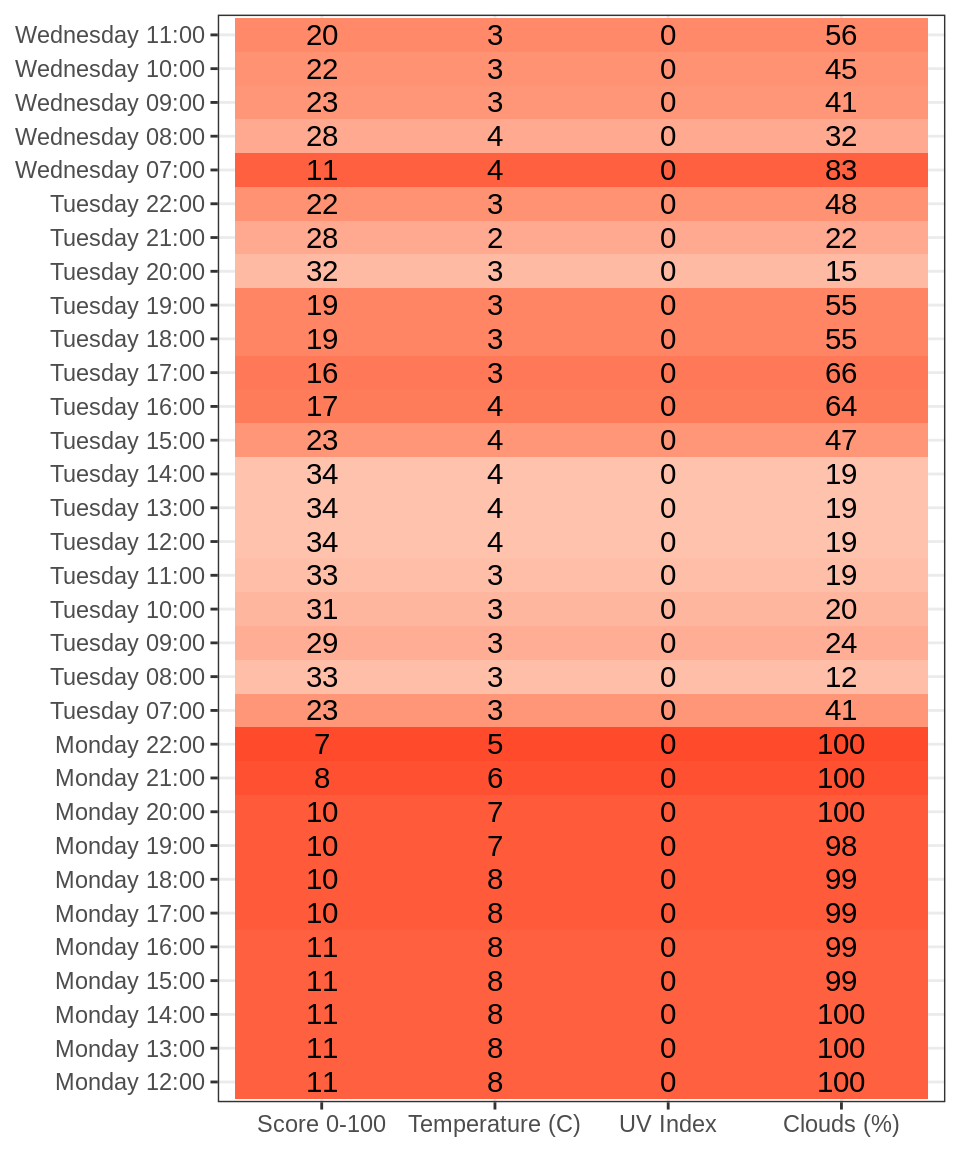 Wednesday 11:00 20 3 0 56
Wednesday 10:00 22 3 0 45
Wednesday 09:00 23 3 0 41
Wednesday 08:00 28 4 0 32
Wednesday 07:00 11 4 0 83
Tuesday 22:00 22 3 0 48
Tuesday 21:00 28 2 0 22
Tuesday 20:00 32 3 0 15
Tuesday 19:00 19 3 0 55
Tuesday 18:00 19 3 0 55
Tuesday 17:00 16 3 0 66
Tuesday 16:00 17 4 0 64
Tuesday 15:00 23 4 0 47
Tuesday 14:00 34 4 0 19
Tuesday 13:00 34 4 0 19
Tuesday 12:00 34 4 0 19
Tuesday 11:00 33 3 0 19
Tuesday 10:00 31 3 0 20
Tuesday 09:00 29 3 0 24
Tuesday 08:00 33 3 0 12
Tuesday 07:00 23 3 0 41
Monday 22:00 7 5 0 100
Monday 21:00 8 6 0 100
Monday 20:00 10 7 0 100
Monday 19:00 10 7 0 98
Monday 18:00 10 8 0 99
Monday 17:00 10 8 0 99
Monday 16:00 11 8 0 99
Monday 15:00 11 8 0 99
Monday 14:00 11 8 0 100
Monday 13:00 11 8 0 100
Monday 12:00 11 8 0 100
Score 0-100 Temperature (C) UV Index Clouds (%)